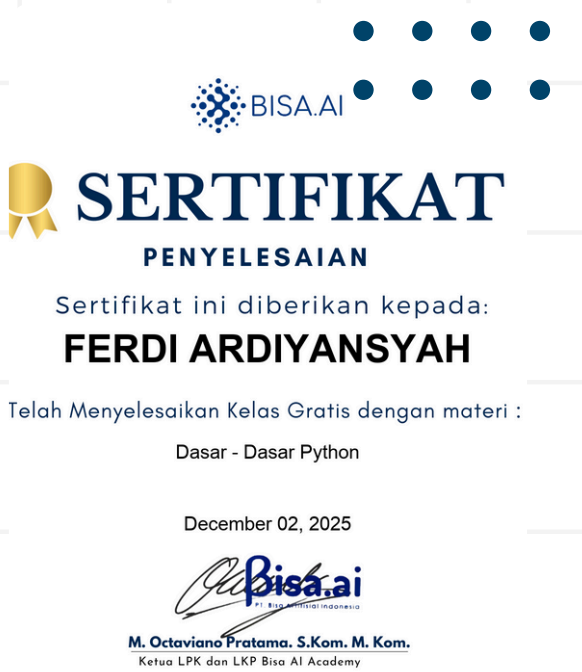 BISA.AI
SERTIFIKAT
PENYELESAIAN
Sertifikat ini diberikan kepada:
FERDI ARDIYANSYAH
Telah Menyelesaikan Kelas Gratis dengan materi :
Dasar - Dasar Python
December 02, 2025
Bisa.ai
PT. Bisa Artifisial Indonesia
M. Octaviano Pratama. S.Kom. M. Kom.
Ketua LPK dan LKP Bisa AI Academy